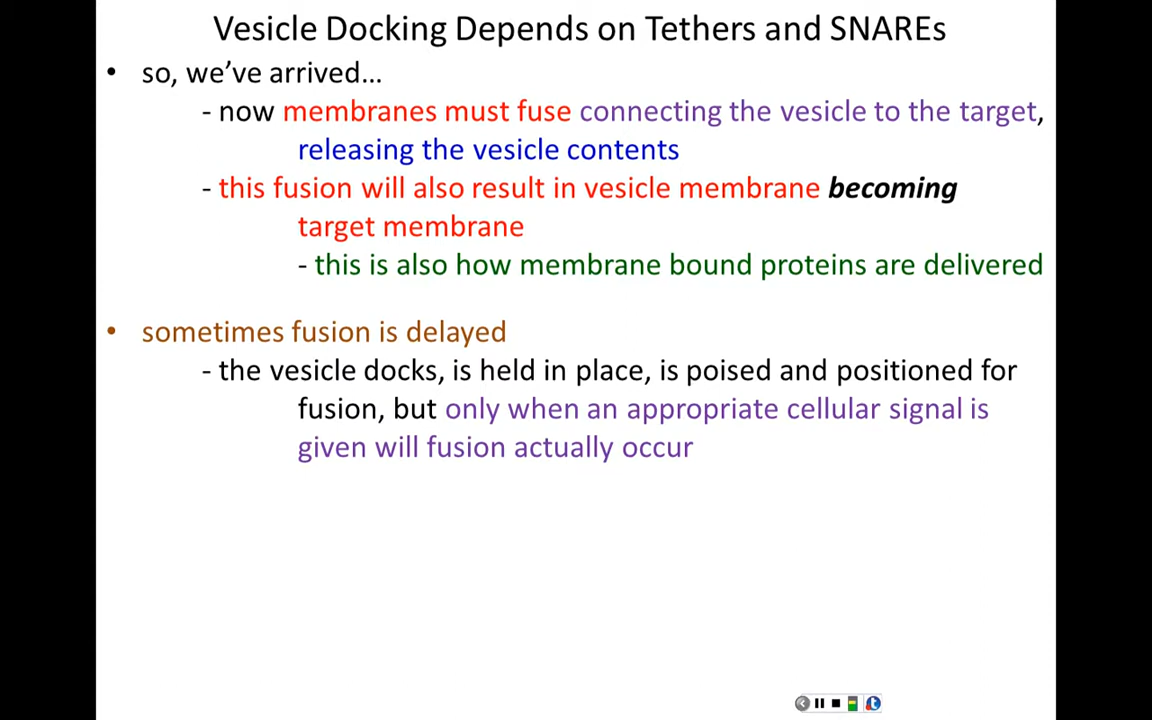 Vesicle Docking Depends on Tethers and SNAREs
• so, we’ve arrived…
- now membranes must fuse connecting the vesicle to the target,
releasing the vesicle contents
- this fusion will also result in vesicle membrane becoming
target membrane
- this is also how membrane bound proteins are delivered
• sometimes fusion is delayed
- the vesicle docks, is held in place, is poised and positioned for
fusion, but only when an appropriate cellular signal is
given will fusion actually occur